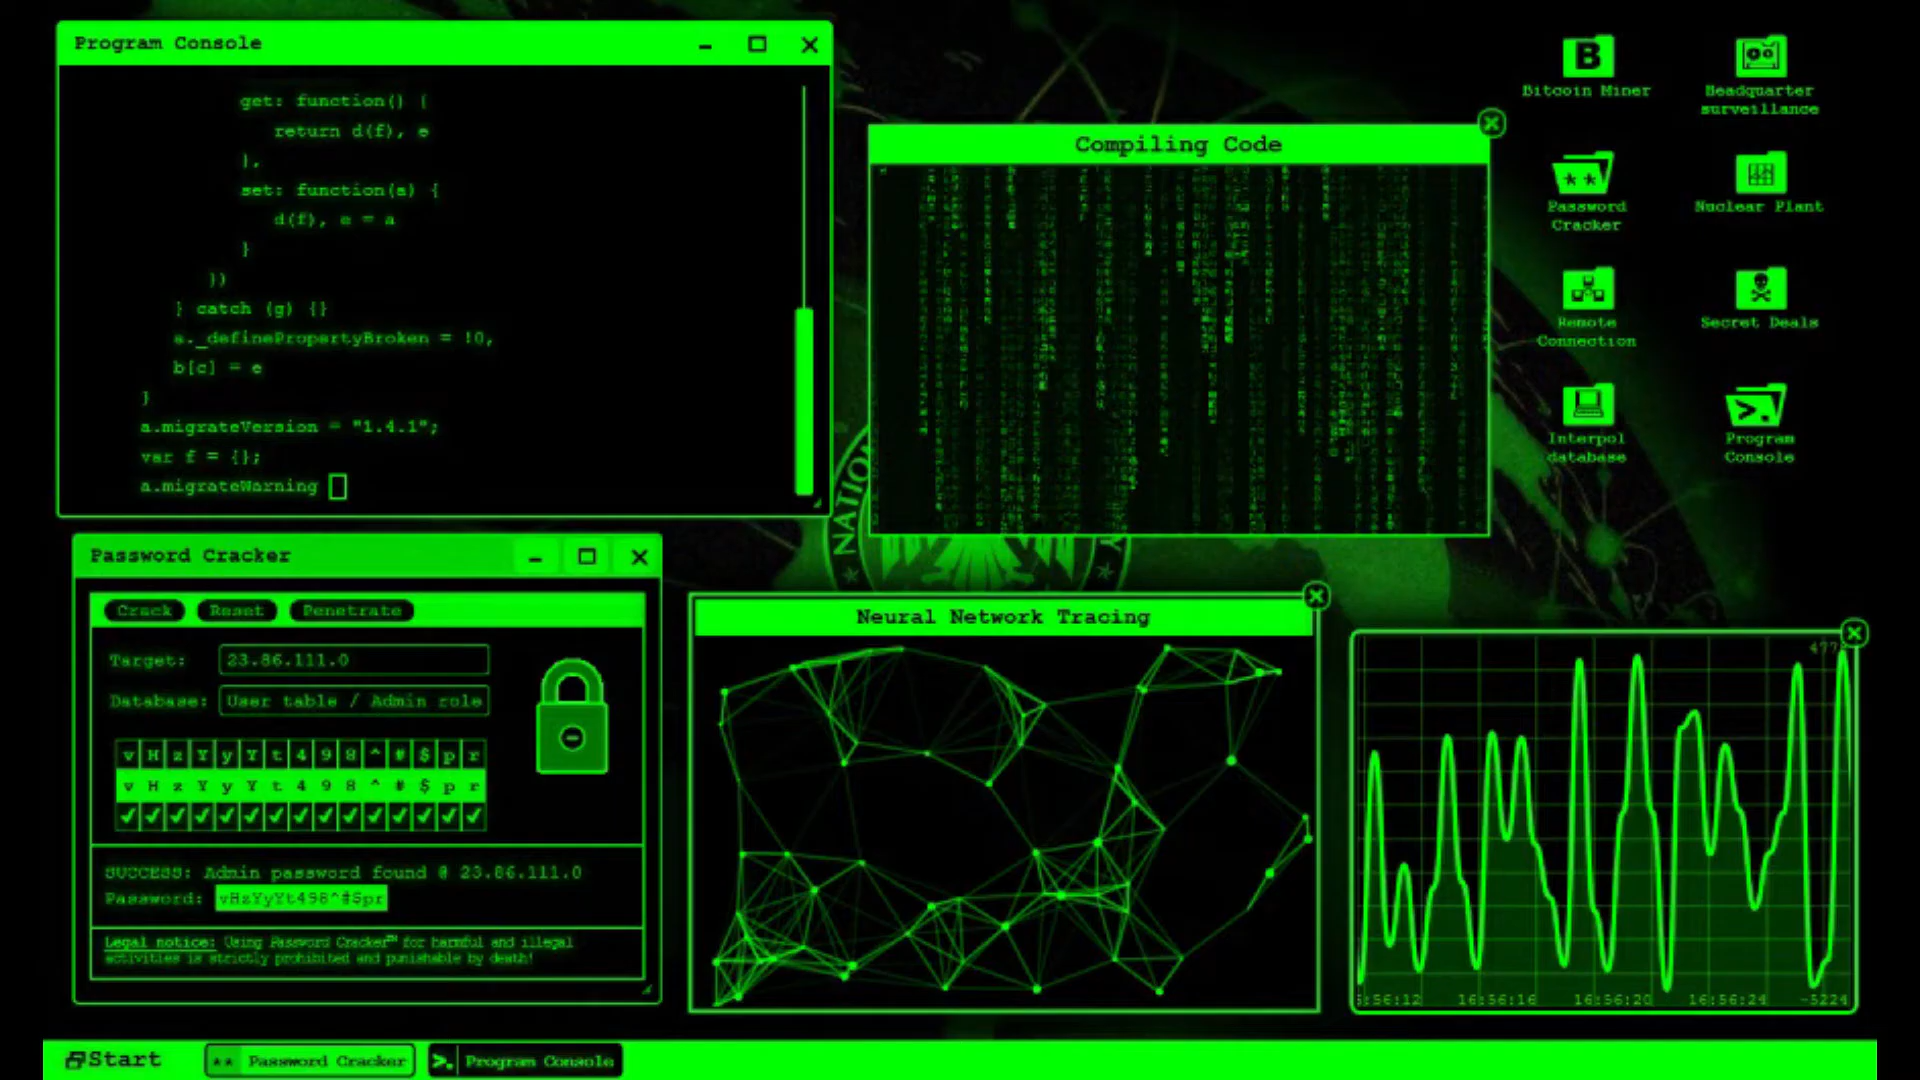 Program Console
get: function() {
return d(f), e
},
set: function(a) {
d(f), e = a
}
})
} catch (g) {}
a._definePropertyBroken = !0,
b[c] = e
}
a.migrateVersion = "1.4.1";
var f = {};
a.migrateWarning
Compiling Code
Bitcoin Miner
Headquarter
surveillance
Password
Cracker
Nuclear Plant
Remote
Connection
Secret Deals
Interpol
database
Program
Console
NATION
Y
Password Cracker
Crack Reset Penetrate
Target: 23.86.111.0
Database: User table / Admin role
v H z Y y Y t 4 9 8 ^ # $ p r
v H z Y y Y t 4 9 8 ^ # $ p r
SUCCESS: Admin password found @ 23.86.111.0
Password: vHzYyYt498^#$pr
Legal notice: Using Password Cracker™ for harmful and illegal
activities is strictly prohibited and punishable by death!
Neural Network Tracing
477
:56:12 16:56:16 16:56:20 16:56:24 -5224
Start
** Password Cracker
>. Program Console